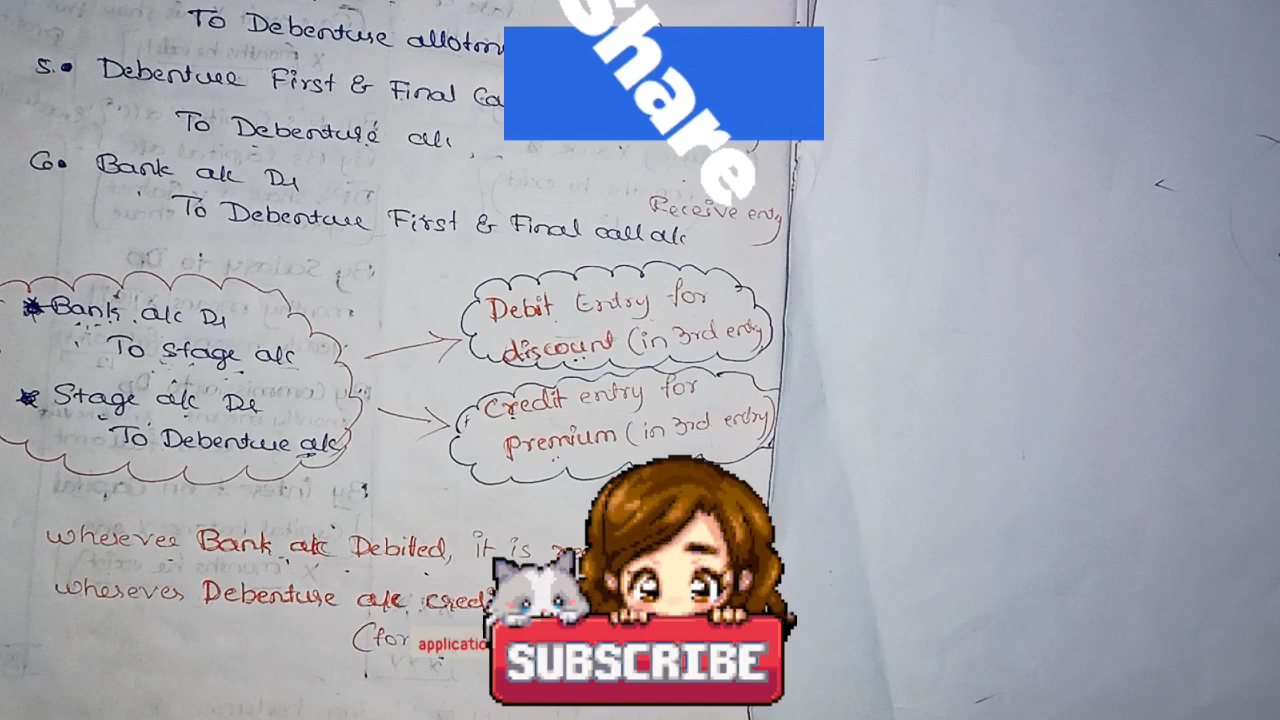 To Debenture allotm
Share
5. Debenture First & Final Ca
To Debenture a/c
6. Bank a/c Dr
To Debenture First & Final call a/c
Receive entry
Bank a/c Dr
To stage a/c
Stage a/c Dr
To Debenture a/c
Debit Entry for
discount (in 3rd entry)
Credit entry for
premium (in 3rd entry)
wherever Bank a/c Debited, it is
wherever Debenture a/c credi
(for applicatio
SUBSCRIBE